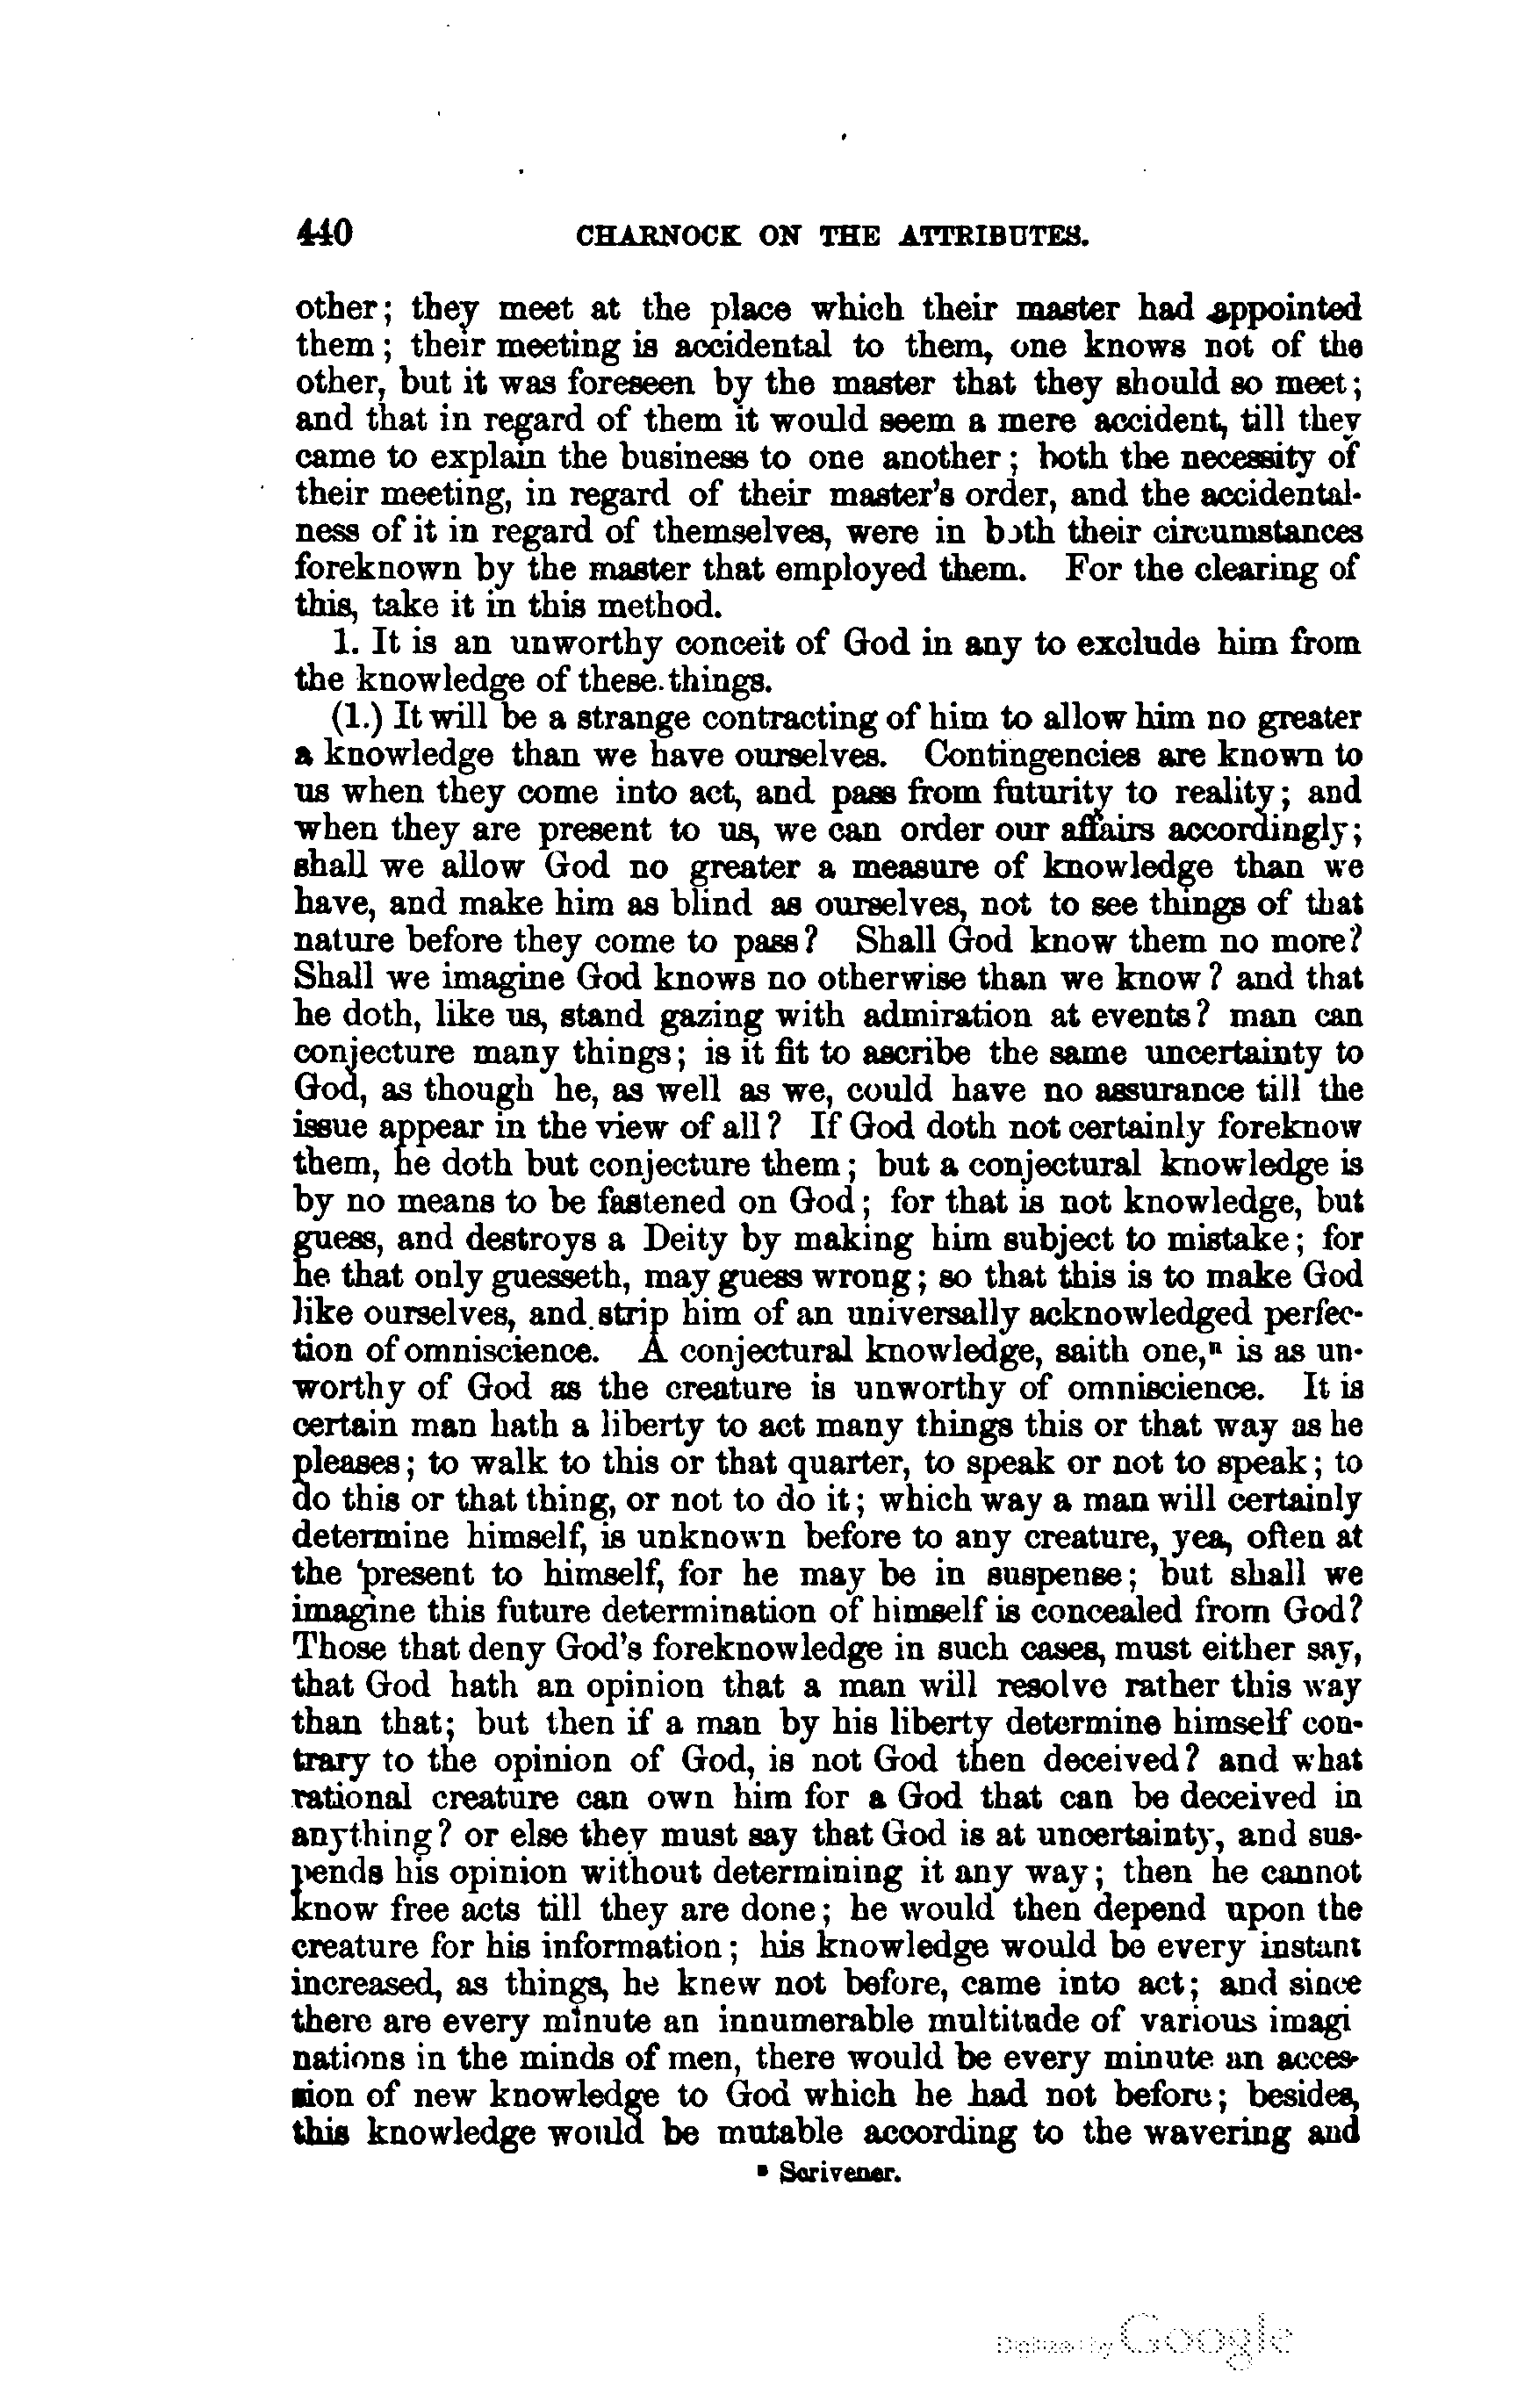 440 CHARNOCK ON THE ATTRIBUTES.
other; they meet at the place which their master had appointed
them; their meeting is accidental to them, one knows not of the
other, but it was foreseen by the master that they should so meet;
and that in regard of them it would seem a mere accident, till they
came to explain the business to one another; both the necessity of
their meeting, in regard of their master's order, and the accidental-
ness of it in regard of themselves, were in both their circumstances
foreknown by the master that employed them. For the clearing of
this, take it in this method.
1. It is an unworthy conceit of God in any to exclude him from
the knowledge of these things.
(1.) It will be a strange contracting of him to allow him no greater
a knowledge than we have ourselves. Contingencies are known to
us when they come into act, and pass from futurity to reality; and
when they are present to us, we can order our affairs accordingly;
shall we allow God no greater a measure of knowledge than we
have, and make him as blind as ourselves, not to see things of that
nature before they come to pass? Shall God know them no more?
Shall we imagine God knows no otherwise than we know? and that
he doth, like us, stand gazing with admiration at events? man can
conjecture many things; is it fit to ascribe the same uncertainty to
God, as though he, as well as we, could have no assurance till the
issue appear in the view of all? If God doth not certainly foreknow
them, he doth but conjecture them; but a conjectural knowledge is
by no means to be fastened on God; for that is not knowledge, but
guess, and destroys a Deity by making him subject to mistake; for
he that only guesseth, may guess wrong; so that this is to make God
like ourselves, and strip him of an universally acknowledged perfec-
tion of omniscience. A conjectural knowledge, saith one,ⁿ is as un-
worthy of God as the creature is unworthy of omniscience. It is
certain man hath a liberty to act many things this or that way as he
pleases; to walk to this or that quarter, to speak or not to speak; to
do this or that thing, or not to do it; which way a man will certainly
determine himself, is unknown before to any creature, yea, often at
the present to himself, for he may be in suspense; but shall we
imagine this future determination of himself is concealed from God?
Those that deny God's foreknowledge in such cases, must either say,
that God hath an opinion that a man will resolve rather this way
than that; but then if a man by his liberty determine himself con-
trary to the opinion of God, is not God then deceived? and what
rational creature can own him for a God that can be deceived in
anything? or else they must say that God is at uncertainty, and sus-
pends his opinion without determining it any way; then he cannot
know free acts till they are done; he would then depend upon the
creature for his information; his knowledge would be every instant
increased, as things, he knew not before, came into act; and since
there are every minute an innumerable multitude of various imagi
nations in the minds of men, there would be every minute an acces-
sion of new knowledge to God which he had not before; besides,
this knowledge would be mutable according to the wavering and
ⁿ Scrivener.
Digitized by Google